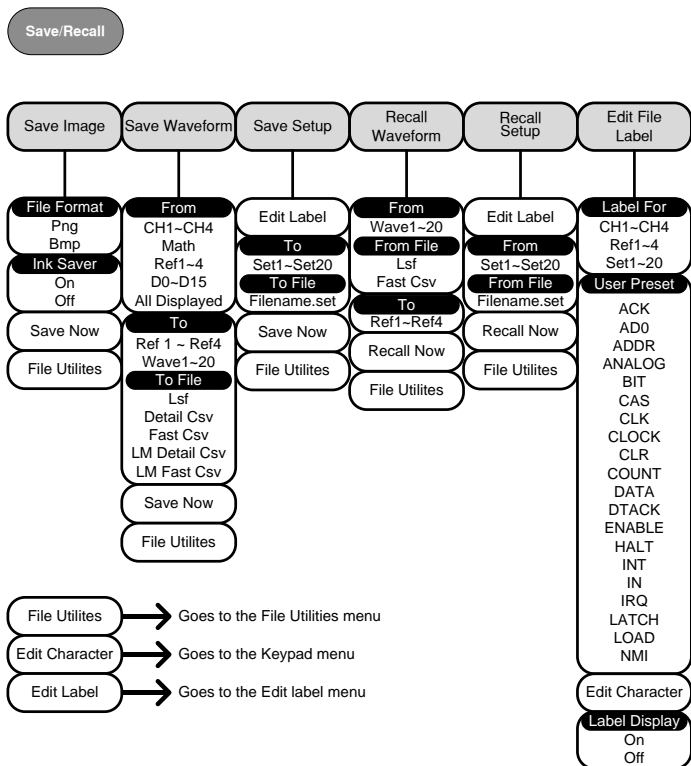 Save/Recall
Save Image
File Format
Png
Bmp
Ink Saver
On
Off
Save Now
File Utilites
Save Waveform
From
CH1~CH4
Math
Ref1~4
D0~D15
All Displayed
To
Ref 1 ~ Ref4
Wave1~20
To File
Lsf
Detail Csv
Fast Csv
LM Detail Csv
LM Fast Csv
Save Now
File Utilites
Save Setup
Edit Label
To
Set1~Set20
To File
Filename.set
Save Now
File Utilites
Recall
Waveform
From
Wave1~20
From File
Lsf
Fast Csv
To
Ref1~Ref4
Recall Now
File Utilites
Recall
Setup
Edit Label
From
Set1~Set20
From File
Filename.set
Recall Now
File Utilites
Edit File
Label
Label For
CH1~CH4
Ref1~4
Set1~20
User Preset
ACK
AD0
ADDR
ANALOG
BIT
CAS
CLK
CLOCK
CLR
COUNT
DATA
DTACK
ENABLE
HALT
INT
IN
IRQ
LATCH
LOAD
NMI
Edit Character
Label Display
On
Off
File Utilites
Goes to the File Utilities menu
Edit Character
Goes to the Keypad menu
Edit Label
Goes to the Edit label menu